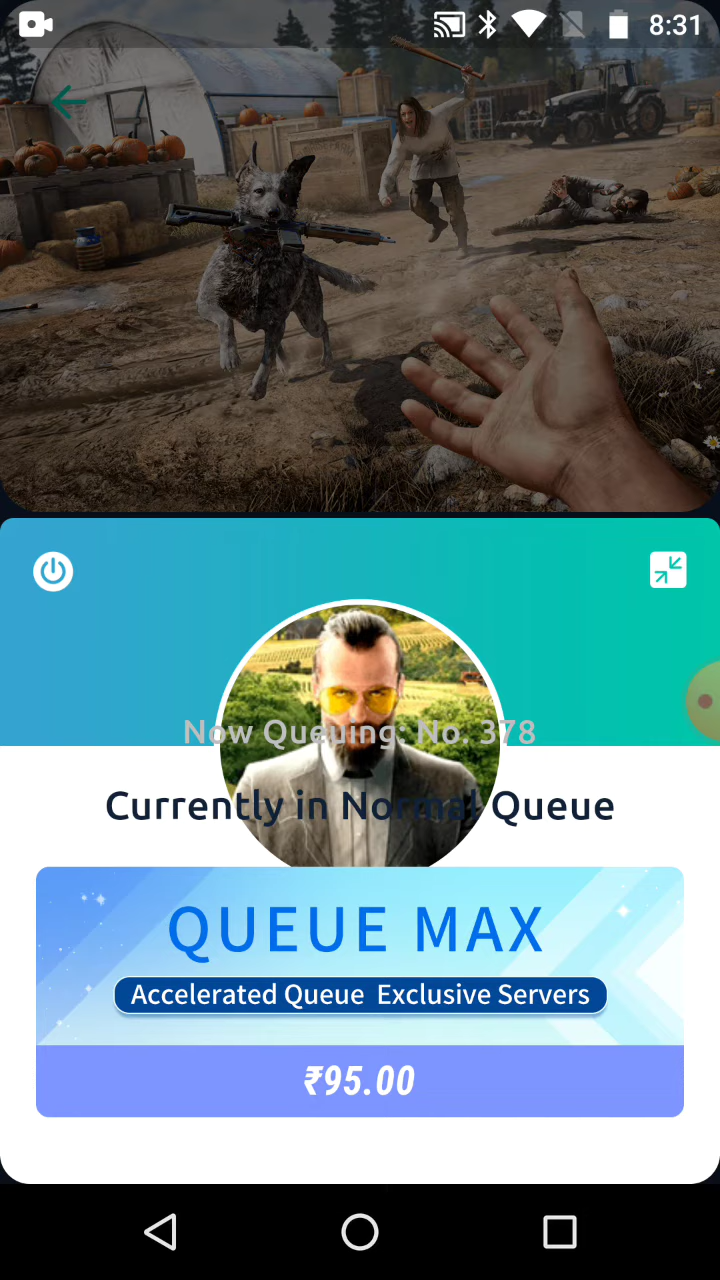 8:31
Now Queuing: No. 378
Currently in Normal Queue
QUEUE MAX
Accelerated Queue Exclusive Servers
₹95.00